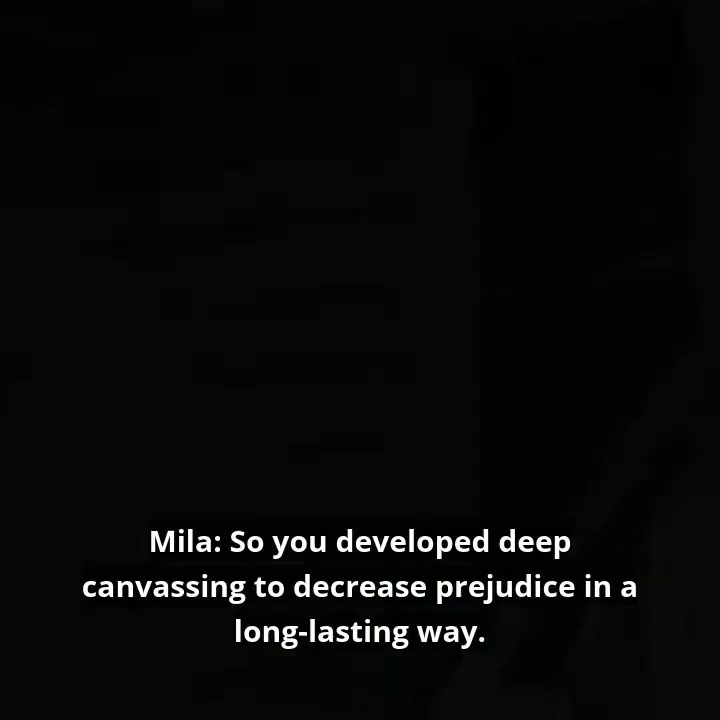 Mila: So you developed deep
canvassing to decrease prejudice in a
long-lasting way.